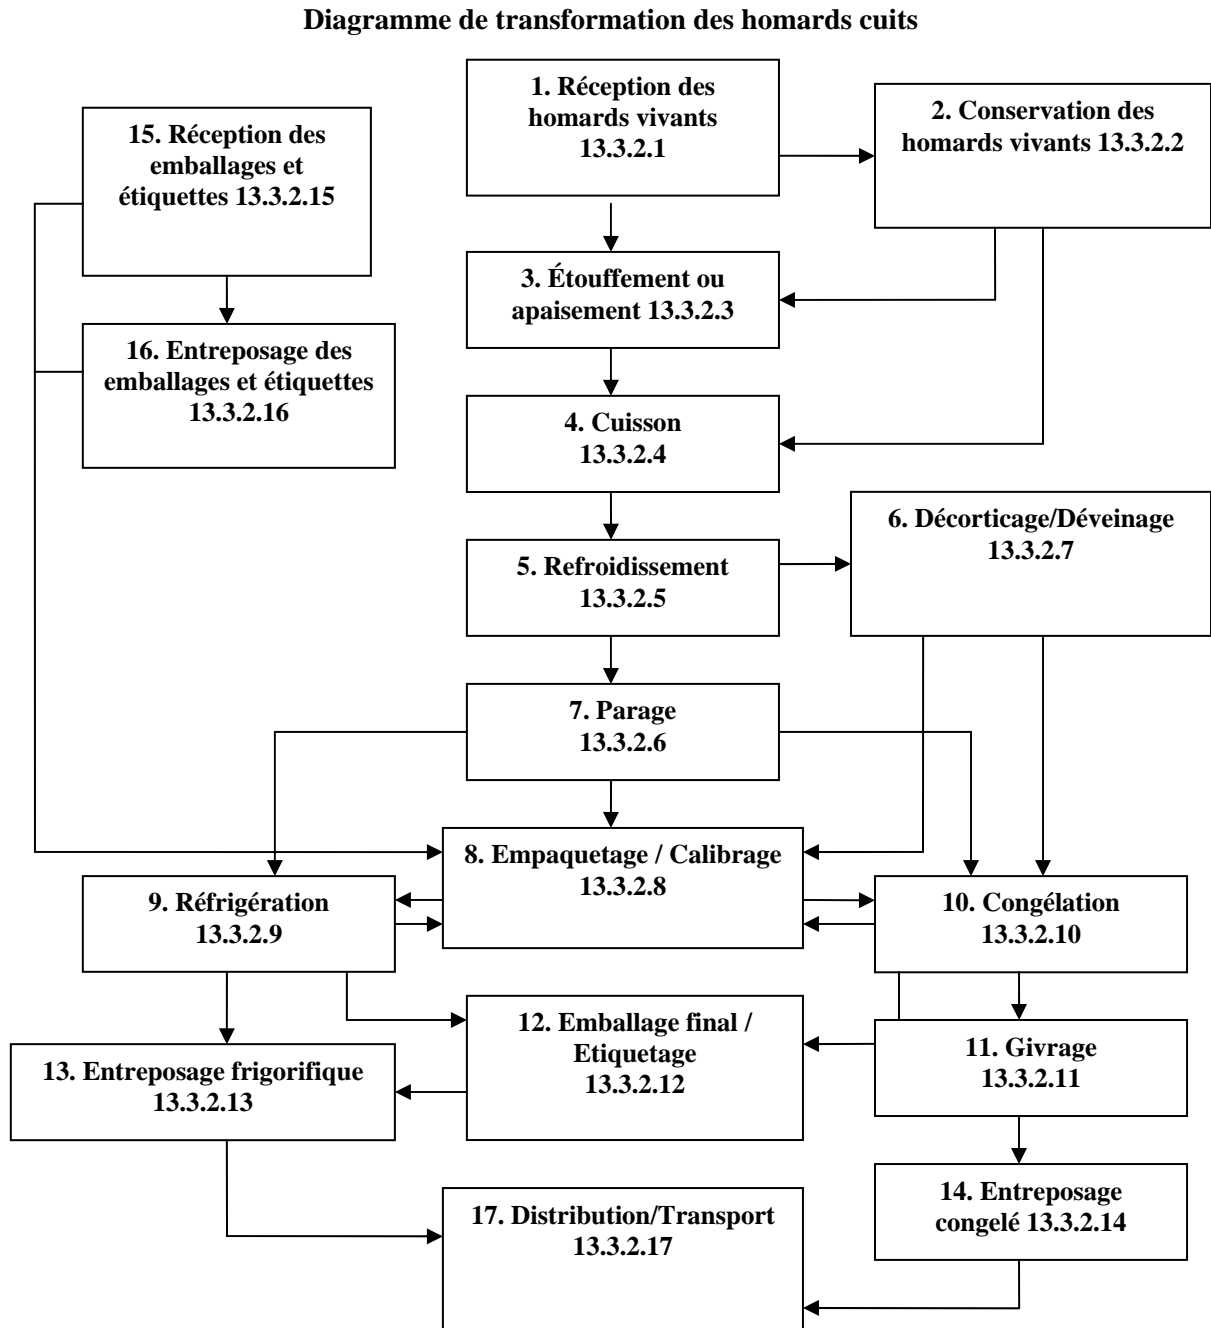 Diagramme de transformation des homards cuits
1. Réception des
homards vivants
13.3.2.1
2. Conservation des
homards vivants 13.3.2.2
15. Réception des
emballages et
étiquettes 13.3.2.15
3. Étouffement ou
apaisement 13.3.2.3
16. Entreposage des
emballages et étiquettes
13.3.2.16
4. Cuisson
13.3.2.4
6. Décorticage/Déveinage
13.3.2.7
5. Refroidissement
13.3.2.5
7. Parage
13.3.2.6
8. Empaquetage / Calibrage
13.3.2.8
9. Réfrigération
13.3.2.9
10. Congélation
13.3.2.10
12. Emballage final /
Etiquetage
13.3.2.12
11. Givrage
13.3.2.11
13. Entreposage frigorifique
13.3.2.13
14. Entreposage
congelé 13.3.2.14
17. Distribution/Transport
13.3.2.17